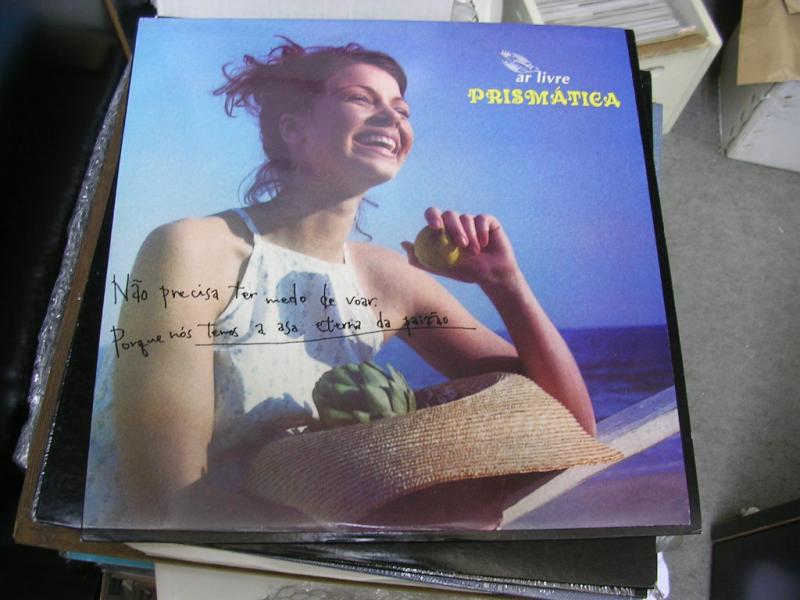 ar livre
PRISMÁTICA
Não precisa ter medo de voar.
Porque nós temos a asa eterna da paixão